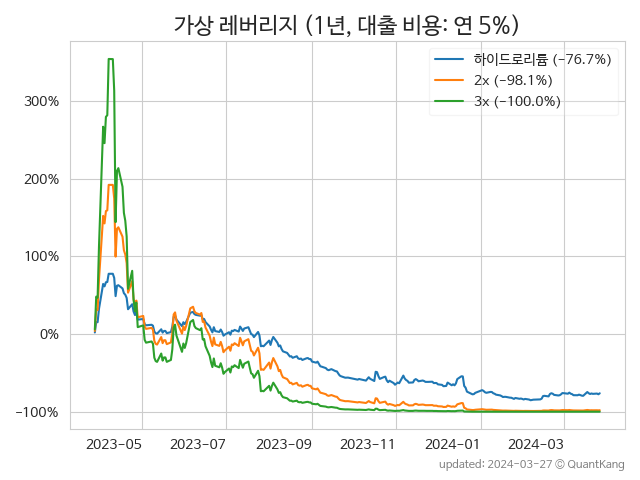 가상 레버리지 (1년, 대출 비용: 연 5%)
하이드로리튬 (−76.7%)
2x (−98.1%)
3x (−100.0%)
300%
200%
100%
0%
−100%
2023-05 2023-07 2023-09 2023-11 2024-01 2024-03
updated: 2024-03-27 © QuantKang